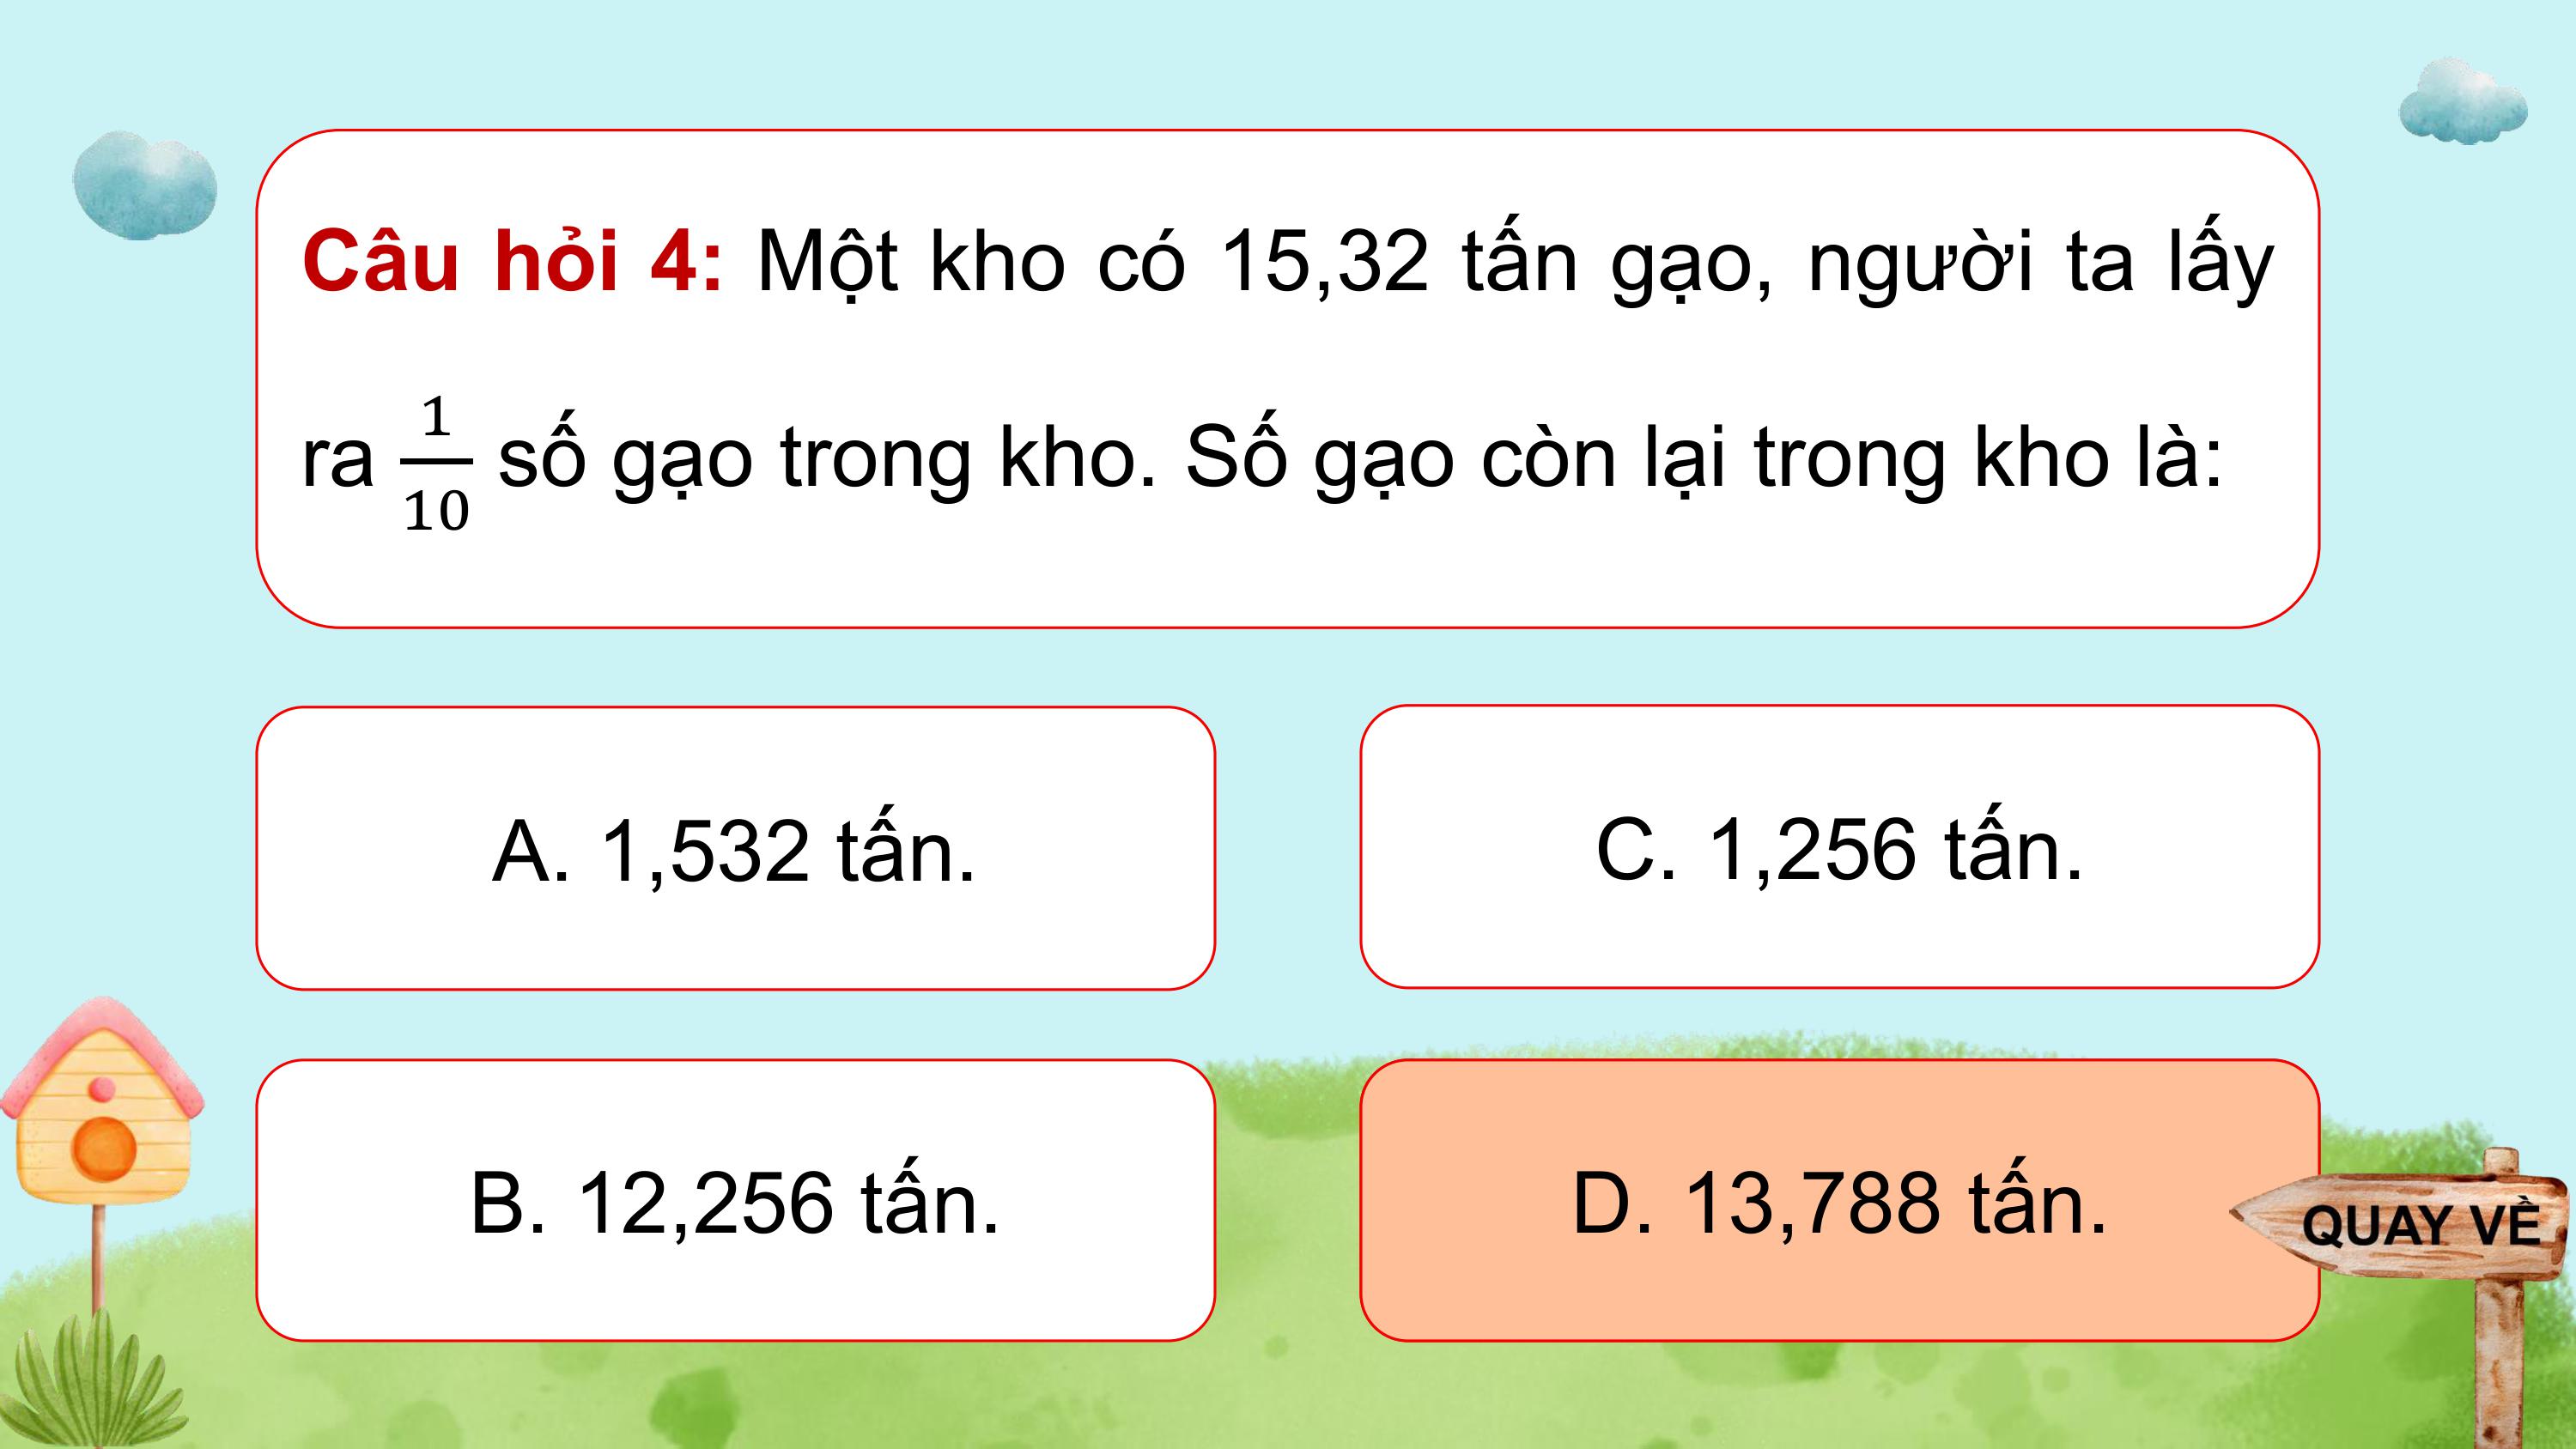 Câu hỏi 4: Một kho có 15,32 tấn gạo, người ta lấy
ra 1/10 số gạo trong kho. Số gạo còn lại trong kho là:
A. 1,532 tấn.
C. 1,256 tấn.
B. 12,256 tấn.
D. 13,788 tấn.
QUAY VỀ